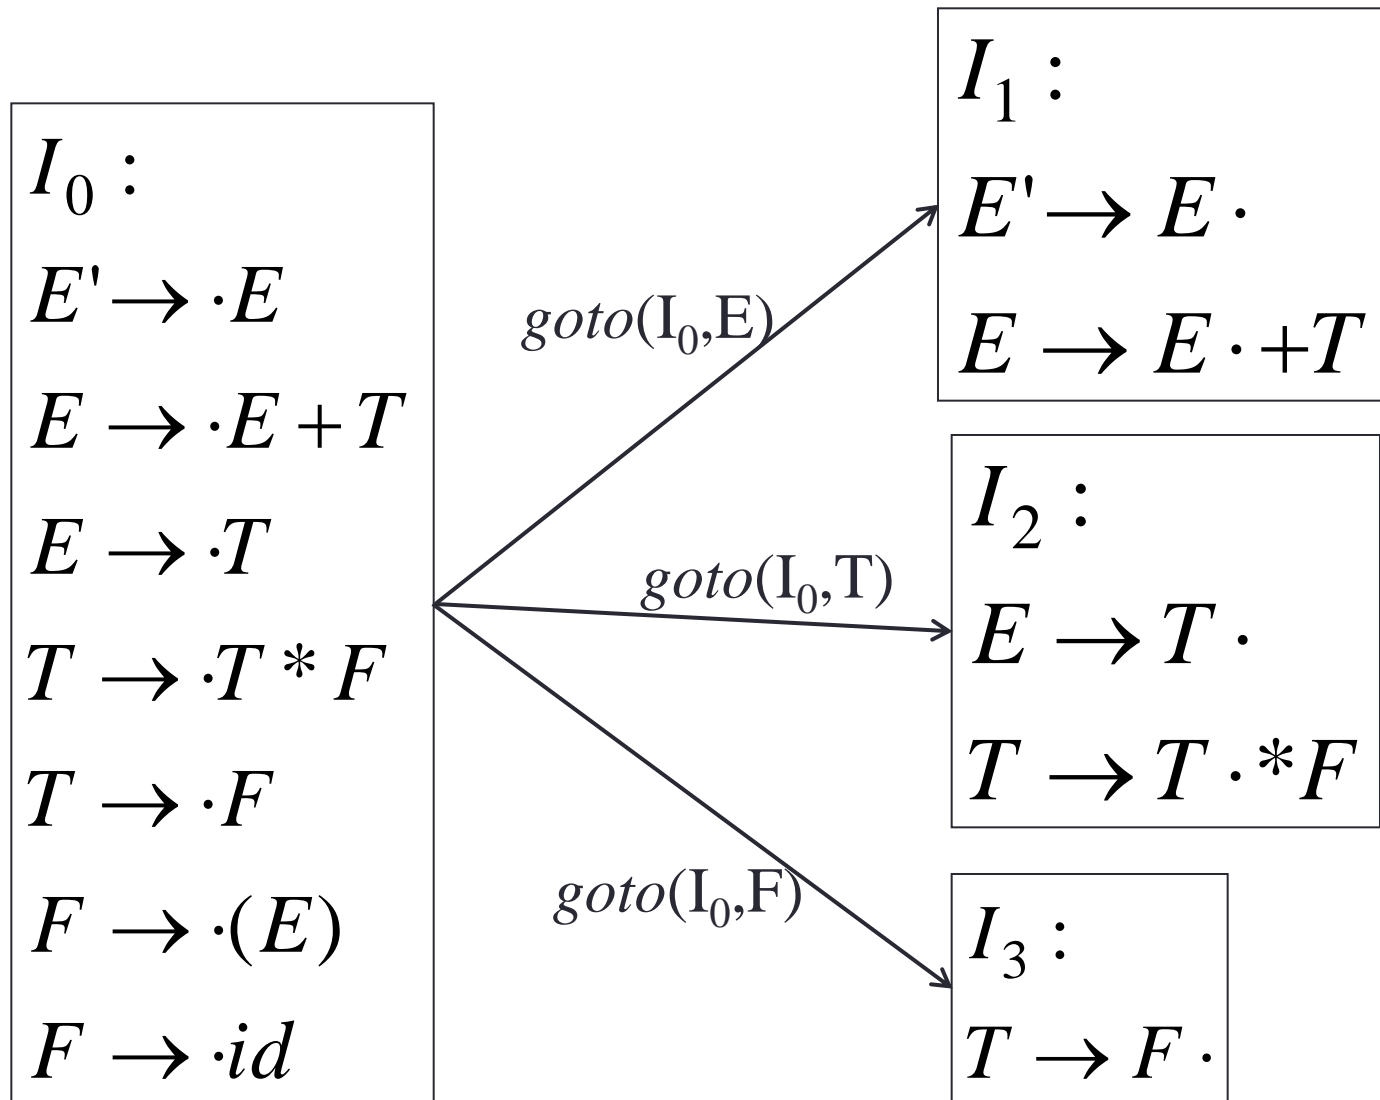 I₀ :
E' → ·E
E → ·E + T
E → ·T
T → ·T * F
T → ·F
F → ·(E)
F → ·id
goto(I₀,E)
goto(I₀,T)
goto(I₀,F)
I₁ :
E' → E ·
E → E · +T
I₂ :
E → T ·
T → T · *F
I₃ :
T → F ·